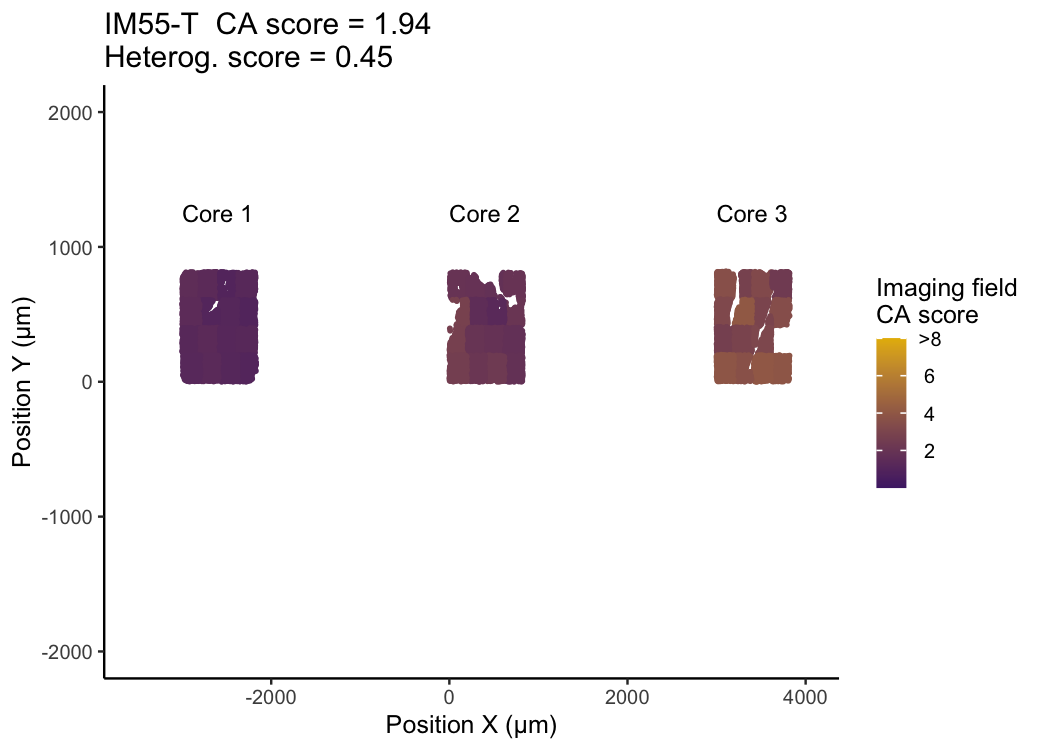 IM55-T  CA score = 1.94
Heterog. score = 0.45
Position Y (μm)
2000
1000
0
-1000
-2000
Core 1
Core 2
Core 3
-2000
0
2000
4000
Position X (μm)
Imaging field
CA score
>8
6
4
2